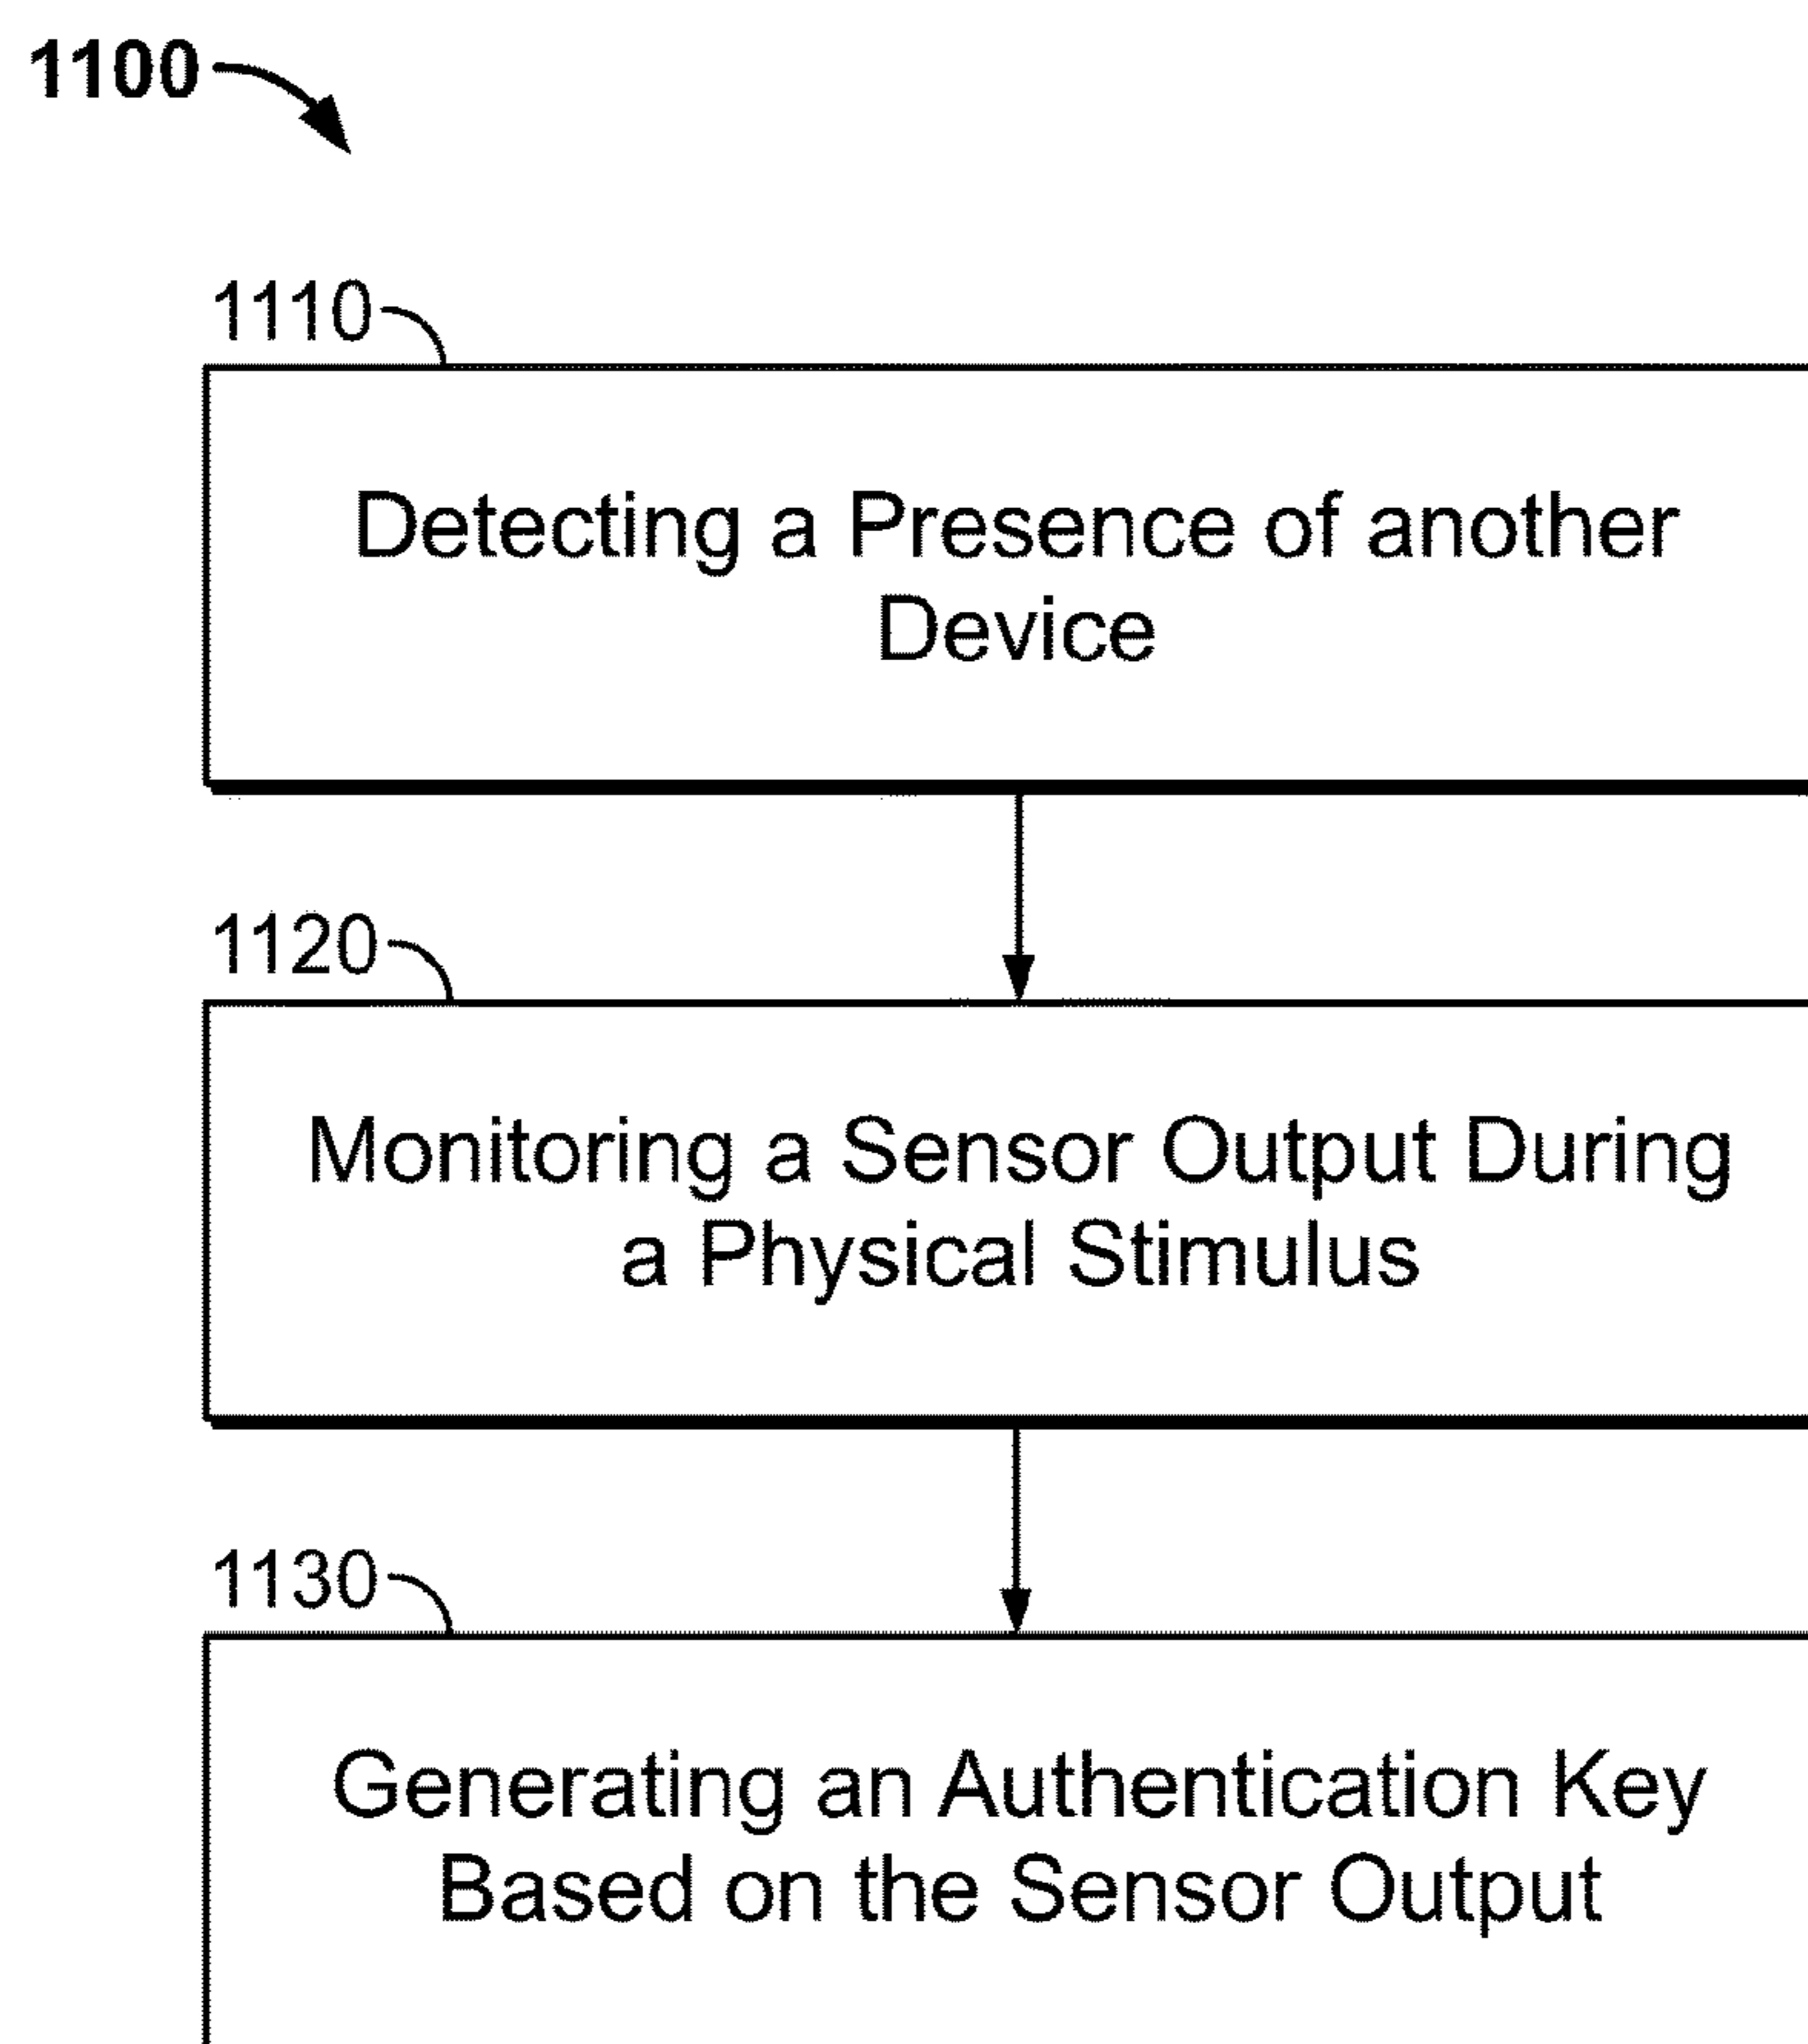 1100
1110
Detecting a Presence of another
Device
1120
Monitoring a Sensor Output During
a Physical Stimulus
1130
Generating an Authentication Key
Based on the Sensor Output